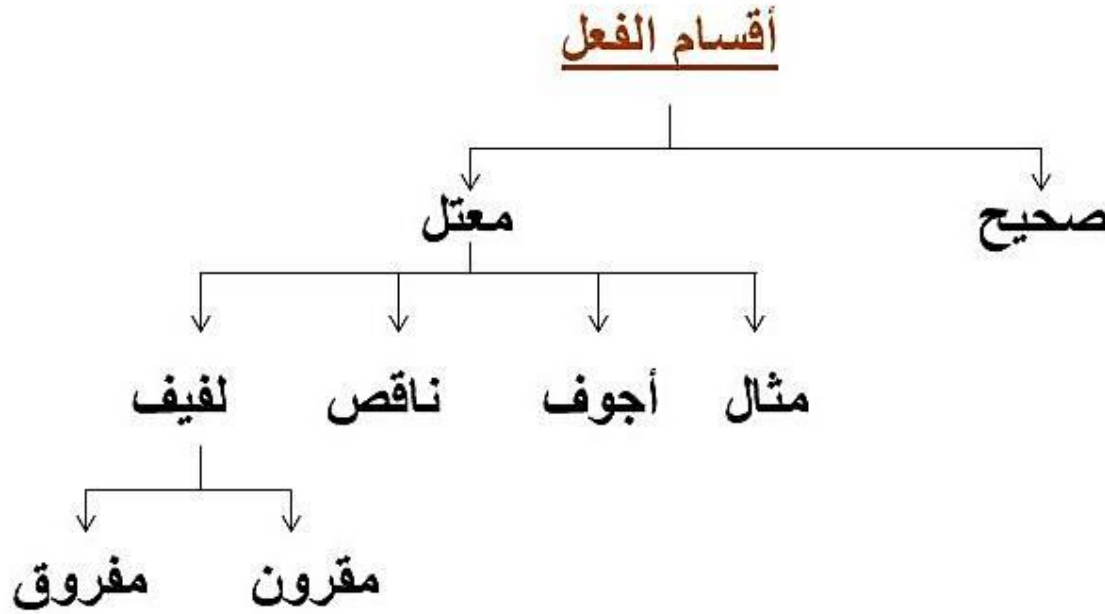 أقسام الفعل
صحيح
معتل
مثال
أجوف
ناقص
لفيف
مقرون
مفروق